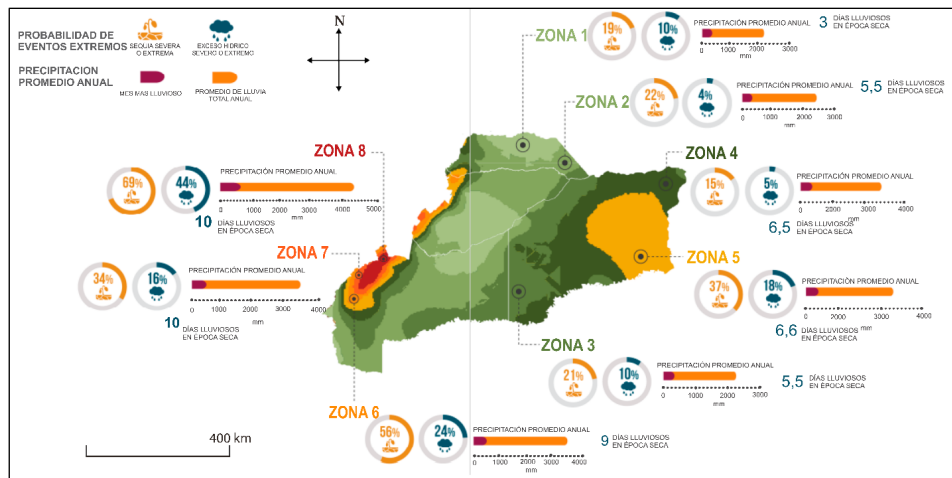 PROBABILIDAD DE
EVENTOS EXTREMOS
SEQUIA SEVERA
O EXTREMA
EXCESO HIDRICO
SEVERO O EXTREMO
PRECIPITACION
PROMEDIO ANUAL
MES MAS LLUVIOSO
PROMEDIO DE LLUVIA
TOTAL ANUAL
N
ZONA 1
19%
10%
PRECIPITACIÓN PROMEDIO ANUAL
0 1000 2000 3000
mm
3
DÍAS LLUVIOSOS
EN ÉPOCA SECA
ZONA 2
22%
4%
PRECIPITACIÓN PROMEDIO ANUAL
0 1000 2000 3000
mm
5,5
DÍAS LLUVIOSOS
EN ÉPOCA SECA
ZONA 8
69%
44%
PRECIPITACIÓN PROMEDIO ANUAL
0 1000 2000 3000 4000 5000
mm
10
DÍAS LLUVIOSOS
EN ÉPOCA SECA
ZONA 4
15%
5%
PRECIPITACIÓN PROMEDIO ANUAL
0 2000 3000 4000
mm
6,5
DÍAS LLUVIOSOS
EN ÉPOCA SECA
ZONA 7
34%
16%
PRECIPITACIÓN PROMEDIO ANUAL
0 1000 2000 3000 4000
mm
10
DÍAS LLUVIOSOS
EN ÉPOCA SECA
ZONA 5
37%
18%
PRECIPITACIÓN PROMEDIO ANUAL
0 2000 3000 4000
mm
6,6
DÍAS LLUVIOSOS
EN ÉPOCA SECA
ZONA 3
21%
10%
PRECIPITACIÓN PROMEDIO ANUAL
0 1000 2000 3000
mm
5,5
DÍAS LLUVIOSOS
EN ÉPOCA SECA
ZONA 6
56%
24%
PRECIPITACIÓN PROMEDIO ANUAL
0 1000 2000 3000 4000
mm
9
DÍAS LLUVIOSOS
EN ÉPOCA SECA
400 km